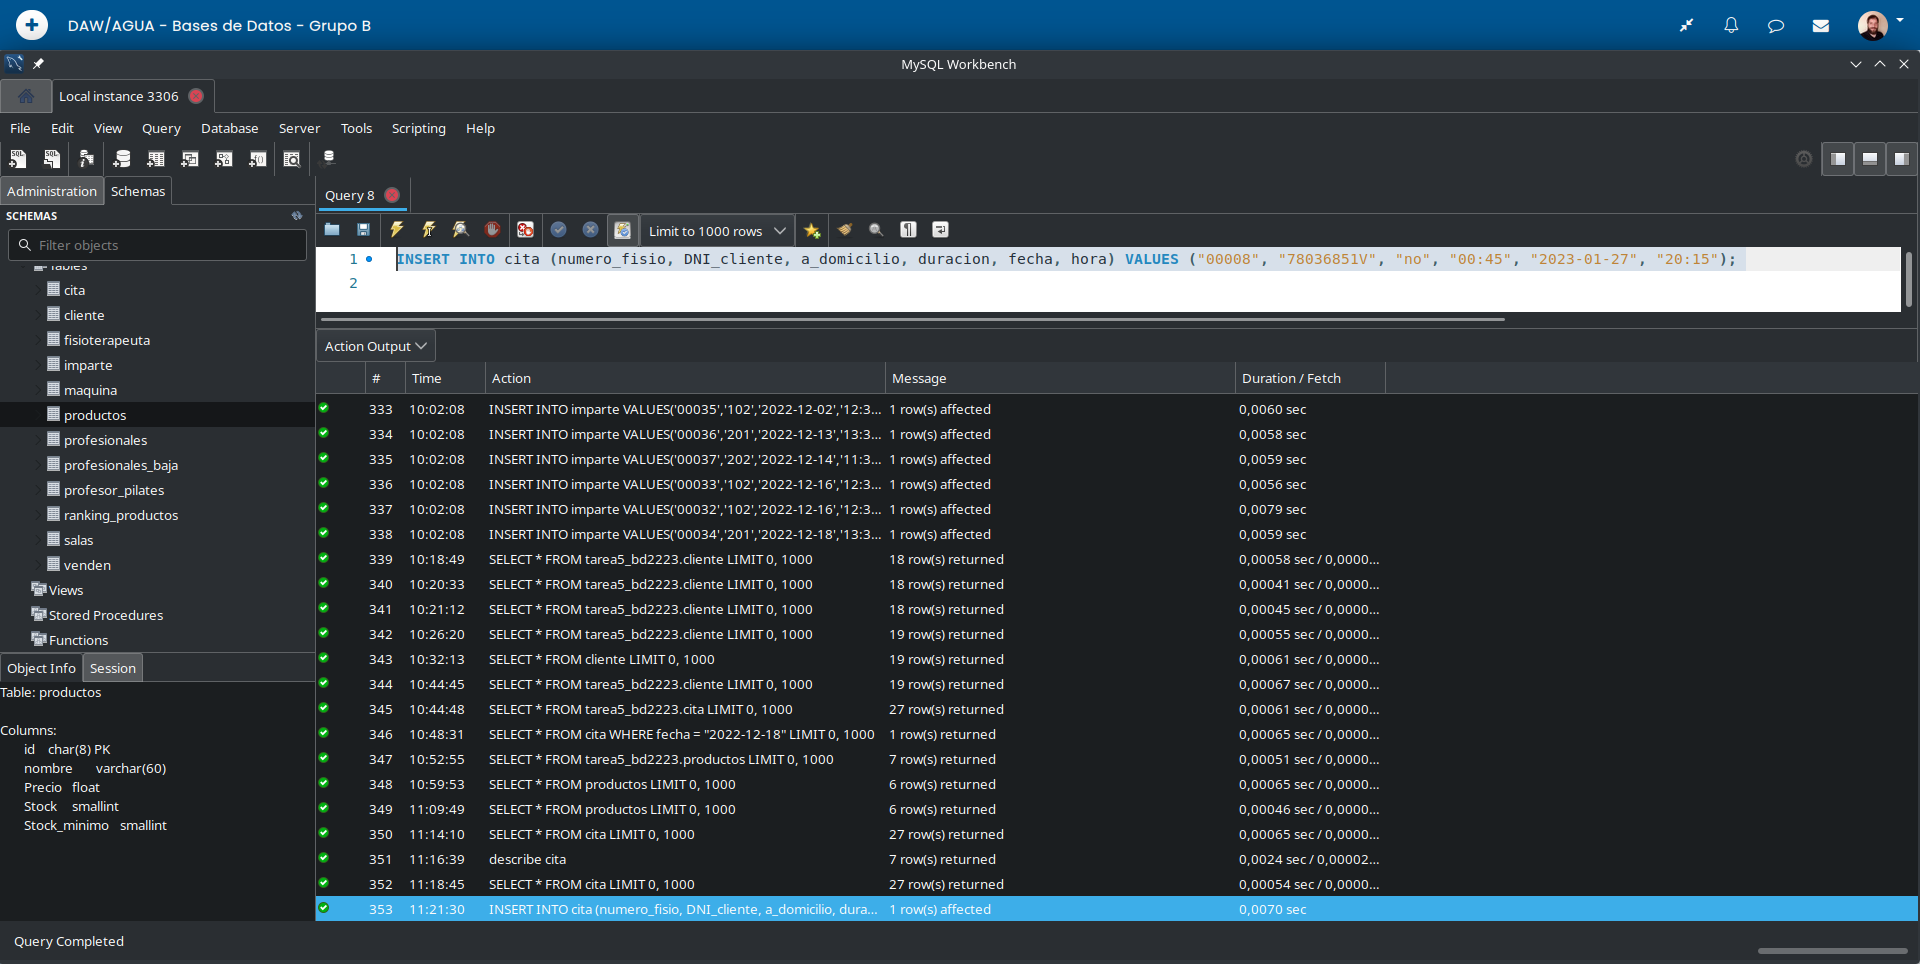 DAW/AGUA - Bases de Datos - Grupo B
MySQL Workbench
Local instance 3306
File Edit View Query Database Server Tools Scripting Help
Administration Schemas
SCHEMAS
Filter objects
Tables
cita
cliente
fisioterapeuta
imparte
maquina
productos
profesionales
profesionales_baja
profesor_pilates
ranking_productos
salas
venden
Views
Stored Procedures
Functions
Object Info Session
Table: productos
Columns:
id char(8) PK
nombre varchar(60)
Precio float
Stock smallint
Stock_minimo smallint
Query 8
Limit to 1000 rows
1 INSERT INTO cita (numero_fisio, DNI_cliente, a_domicilio, duracion, fecha, hora) VALUES ("00008", "78036851V", "no", "00:45", "2023-01-27", "20:15");
2
Action Output
# Time Action Message Duration / Fetch
333 10:02:08 INSERT INTO imparte VALUES('00035','102','2022-12-02','12:3... 1 row(s) affected 0,0060 sec
334 10:02:08 INSERT INTO imparte VALUES('00036','201','2022-12-13','13:3... 1 row(s) affected 0,0058 sec
335 10:02:08 INSERT INTO imparte VALUES('00037','202','2022-12-14','11:3... 1 row(s) affected 0,0059 sec
336 10:02:08 INSERT INTO imparte VALUES('00033','102','2022-12-16','12:3... 1 row(s) affected 0,0056 sec
337 10:02:08 INSERT INTO imparte VALUES('00032','102','2022-12-16','12:3... 1 row(s) affected 0,0079 sec
338 10:02:08 INSERT INTO imparte VALUES('00034','201','2022-12-18','13:3... 1 row(s) affected 0,0059 sec
339 10:18:49 SELECT * FROM tarea5_bd2223.cliente LIMIT 0, 1000 18 row(s) returned 0,00058 sec / 0,0000...
340 10:20:33 SELECT * FROM tarea5_bd2223.cliente LIMIT 0, 1000 18 row(s) returned 0,00041 sec / 0,0000...
341 10:21:12 SELECT * FROM tarea5_bd2223.cliente LIMIT 0, 1000 18 row(s) returned 0,00045 sec / 0,0000...
342 10:26:20 SELECT * FROM tarea5_bd2223.cliente LIMIT 0, 1000 19 row(s) returned 0,00055 sec / 0,0000...
343 10:32:13 SELECT * FROM cliente LIMIT 0, 1000 19 row(s) returned 0,00061 sec / 0,0000...
344 10:44:45 SELECT * FROM tarea5_bd2223.cliente LIMIT 0, 1000 19 row(s) returned 0,00067 sec / 0,0000...
345 10:44:48 SELECT * FROM tarea5_bd2223.cita LIMIT 0, 1000 27 row(s) returned 0,00061 sec / 0,0000...
346 10:48:31 SELECT * FROM cita WHERE fecha = "2022-12-18" LIMIT 0, 1000 1 row(s) returned 0,00065 sec / 0,0000...
347 10:52:55 SELECT * FROM tarea5_bd2223.productos LIMIT 0, 1000 7 row(s) returned 0,00051 sec / 0,0000...
348 10:59:53 SELECT * FROM productos LIMIT 0, 1000 6 row(s) returned 0,00065 sec / 0,0000...
349 11:09:49 SELECT * FROM productos LIMIT 0, 1000 6 row(s) returned 0,00046 sec / 0,0000...
350 11:14:10 SELECT * FROM cita LIMIT 0, 1000 27 row(s) returned 0,00065 sec / 0,0000...
351 11:16:39 describe cita 7 row(s) returned 0,0024 sec / 0,00002...
352 11:18:45 SELECT * FROM cita LIMIT 0, 1000 27 row(s) returned 0,00054 sec / 0,0000...
353 11:21:30 INSERT INTO cita (numero_fisio, DNI_cliente, a_domicilio, dura... 1 row(s) affected 0,0070 sec
Query Completed